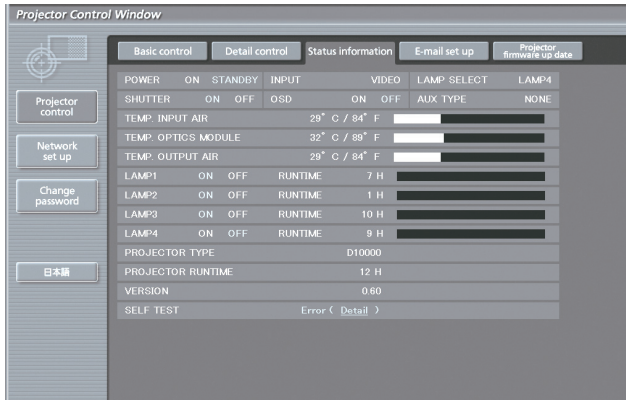 Projector Control Window
Basic control Detail control Status information E-mail set up Projector firmware up date
Projector control
Network set up
Change password
日本語
POWER ON STANDBY INPUT VIDEO LAMP SELECT LAMP4
SHUTTER ON OFF OSD ON OFF AUX TYPE NONE
TEMP. INPUT AIR 29° C / 84° F
TEMP. OPTICS MODULE 32° C / 89° F
TEMP. OUTPUT AIR 29° C / 84° F
LAMP1 ON OFF RUNTIME 7 H
LAMP2 ON OFF RUNTIME 1 H
LAMP3 ON OFF RUNTIME 10 H
LAMP4 ON OFF RUNTIME 9 H
PROJECTOR TYPE D10000
PROJECTOR RUNTIME 12 H
VERSION 0.60
SELF TEST Error ( Detail )